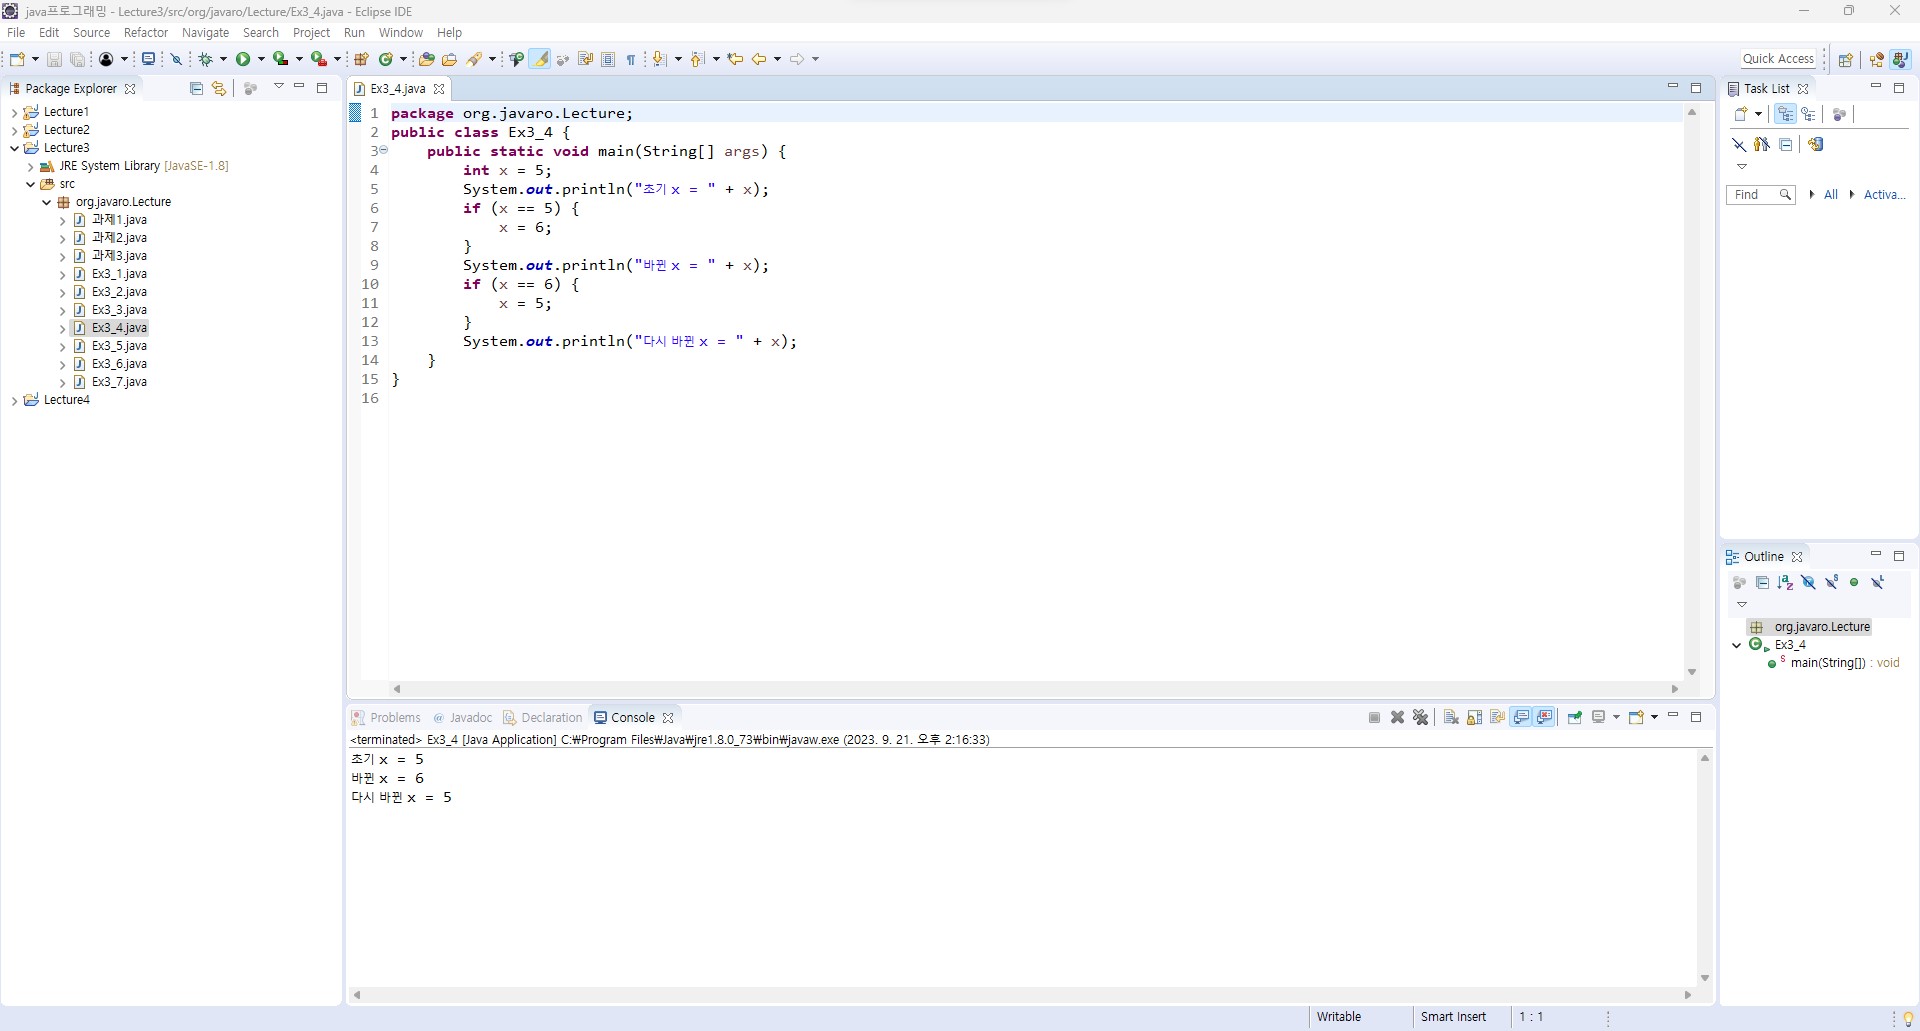 java프로그래밍 - Lecture3/src/org/javaro/Lecture/Ex3_4.java - Eclipse IDE
File Edit Source Refactor Navigate Search Project Run Window Help
Quick Access
Package Explorer
Lecture1
Lecture2
Lecture3
JRE System Library [JavaSE-1.8]
src
org.javaro.Lecture
과제1.java
과제2.java
과제3.java
Ex3_1.java
Ex3_2.java
Ex3_3.java
Ex3_4.java
Ex3_5.java
Ex3_6.java
Ex3_7.java
Lecture4
Ex3_4.java
1 package org.javaro.Lecture;
2 public class Ex3_4 {
3     public static void main(String[] args) {
4         int x = 5;
5         System.out.println("초기 x = " + x);
6         if (x == 5) {
7             x = 6;
8         }
9         System.out.println("바뀐 x = " + x);
10         if (x == 6) {
11             x = 5;
12         }
13         System.out.println("다시 바뀐 x = " + x);
14     }
15 }
16
Task List
Find All Activa...
Outline
org.javaro.Lecture
Ex3_4
main(String[]) : void
Problems Javadoc Declaration Console
<terminated> Ex3_4 [Java Application] C:₩Program Files₩Java₩jre1.8.0_73₩bin₩javaw.exe (2023. 9. 21. 오후 2:16:33)
초기 x = 5
바뀐 x = 6
다시 바뀐 x = 5
Writable Smart Insert 1 : 1